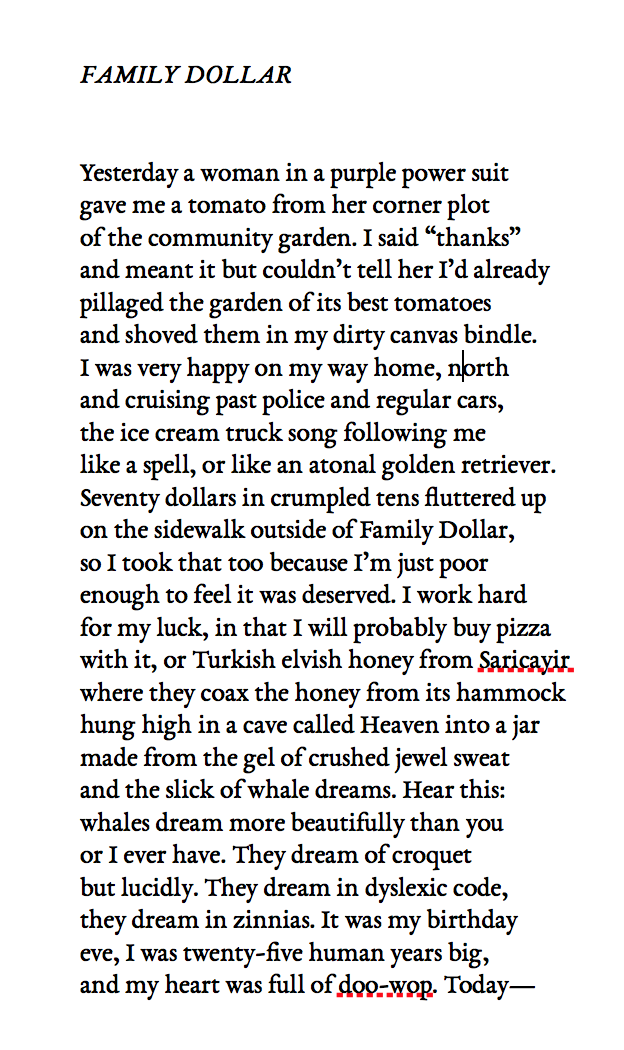 FAMILY DOLLAR
Yesterday a woman in a purple power suit
gave me a tomato from her corner plot
of the community garden. I said “thanks”
and meant it but couldn’t tell her I’d already
pillaged the garden of its best tomatoes
and shoved them in my dirty canvas bindle.
I was very happy on my way home, north
and cruising past police and regular cars,
the ice cream truck song following me
like a spell, or like an atonal golden retriever.
Seventy dollars in crumpled tens fluttered up
on the sidewalk outside of Family Dollar,
so I took that too because I’m just poor
enough to feel it was deserved. I work hard
for my luck, in that I will probably buy pizza
with it, or Turkish elvish honey from Saricayir
where they coax the honey from its hammock
hung high in a cave called Heaven into a jar
made from the gel of crushed jewel sweat
and the slick of whale dreams. Hear this:
whales dream more beautifully than you
or I ever have. They dream of croquet
but lucidly. They dream in dyslexic code,
they dream in zinnias. It was my birthday
eve, I was twenty-five human years big,
and my heart was full of doo-wop. Today—